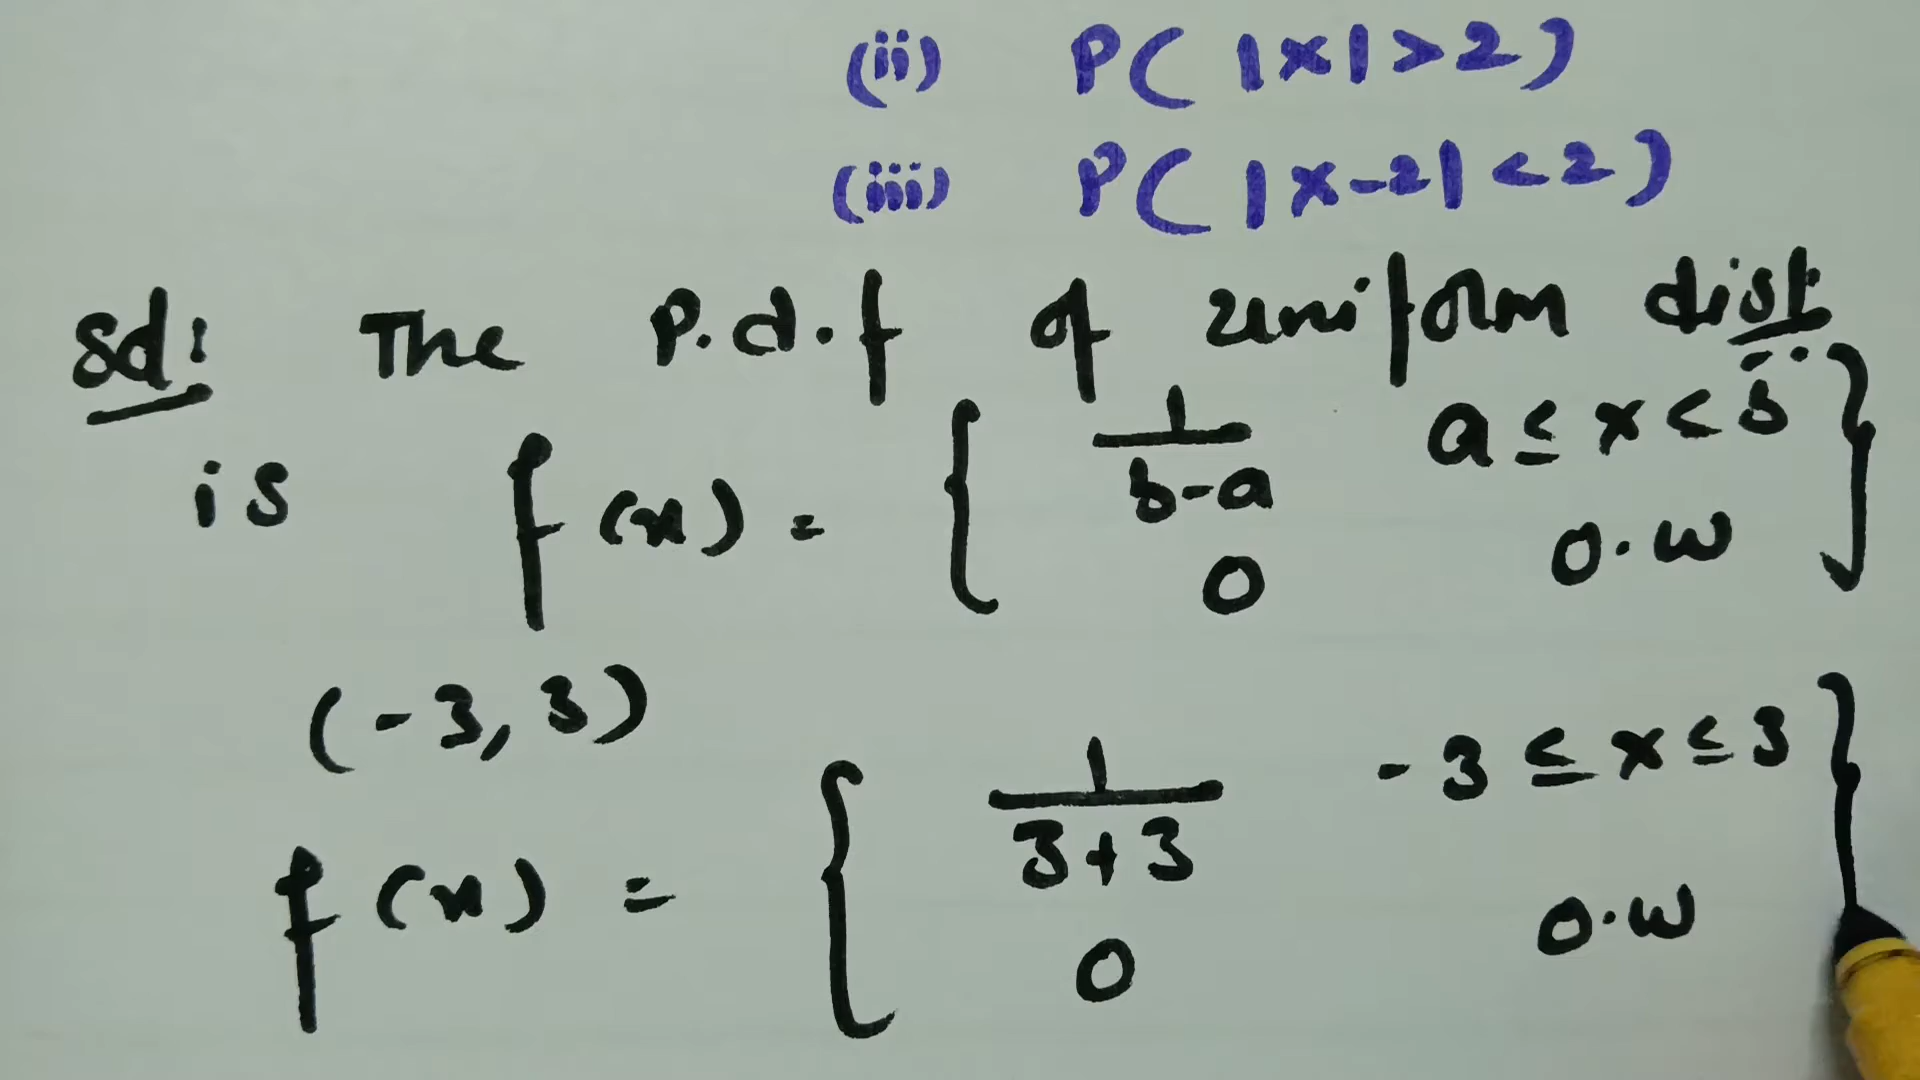 (ii) P( |x| > 2 )
(iii) P( |x-2| < 2 )
Sol: The P.d.f of uniform dist.
is f(x) = { 1/(b-a) a ≤ x < b }
0 o.w
(-3, 3)
f(x) = { 1/(3+3) -3 ≤ x ≤ 3 }
0 o.w